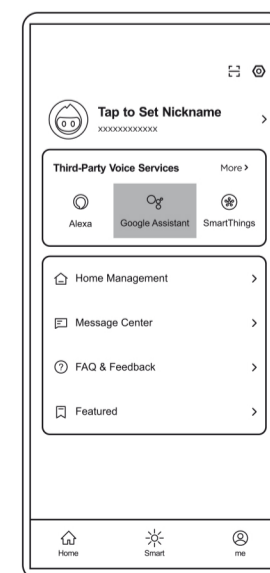 Tap to Set Nickname
xxxxxxxxxxxx
Third-Party Voice Services More
Alexa Google Assistant SmartThings
Home Management
Message Center
FAQ & Feedback
Featured
Home Smart me